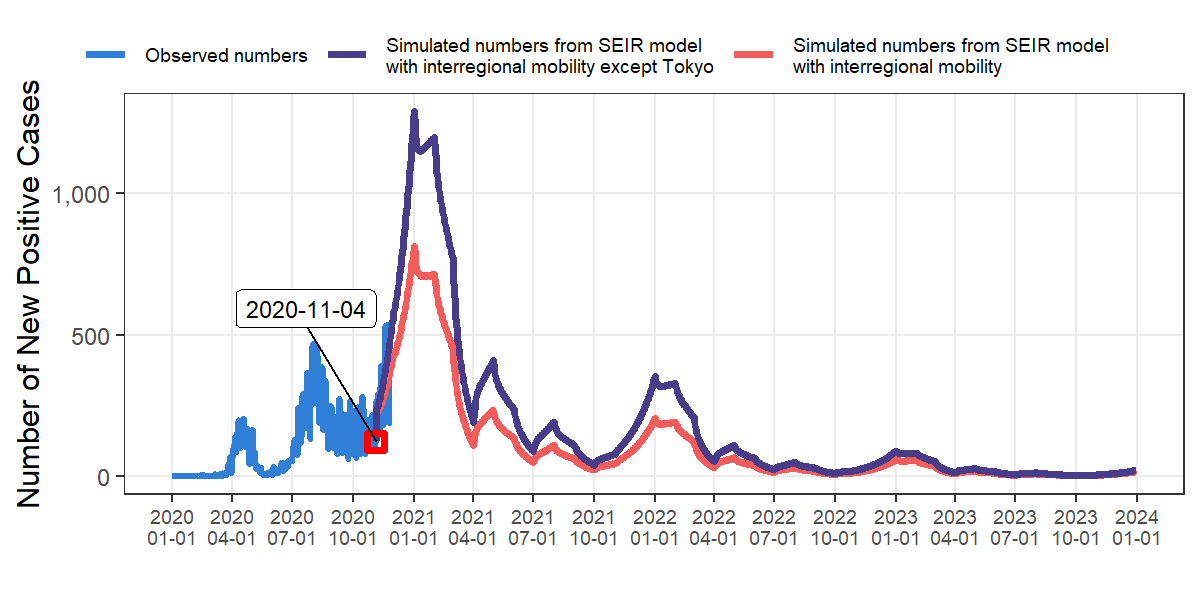 Observed numbers
Simulated numbers from SEIR model
with interregional mobility except Tokyo
Simulated numbers from SEIR model
with interregional mobility
Number of New Positive Cases
1,000
500
0
2020-11-04
2020 2020 2020 2020 2021 2021 2021 2021 2022 2022 2022 2022 2023 2023 2023 2023 2024
01-01 04-01 07-01 10-01 01-01 04-01 07-01 10-01 01-01 04-01 07-01 10-01 01-01 04-01 07-01 10-01 01-01